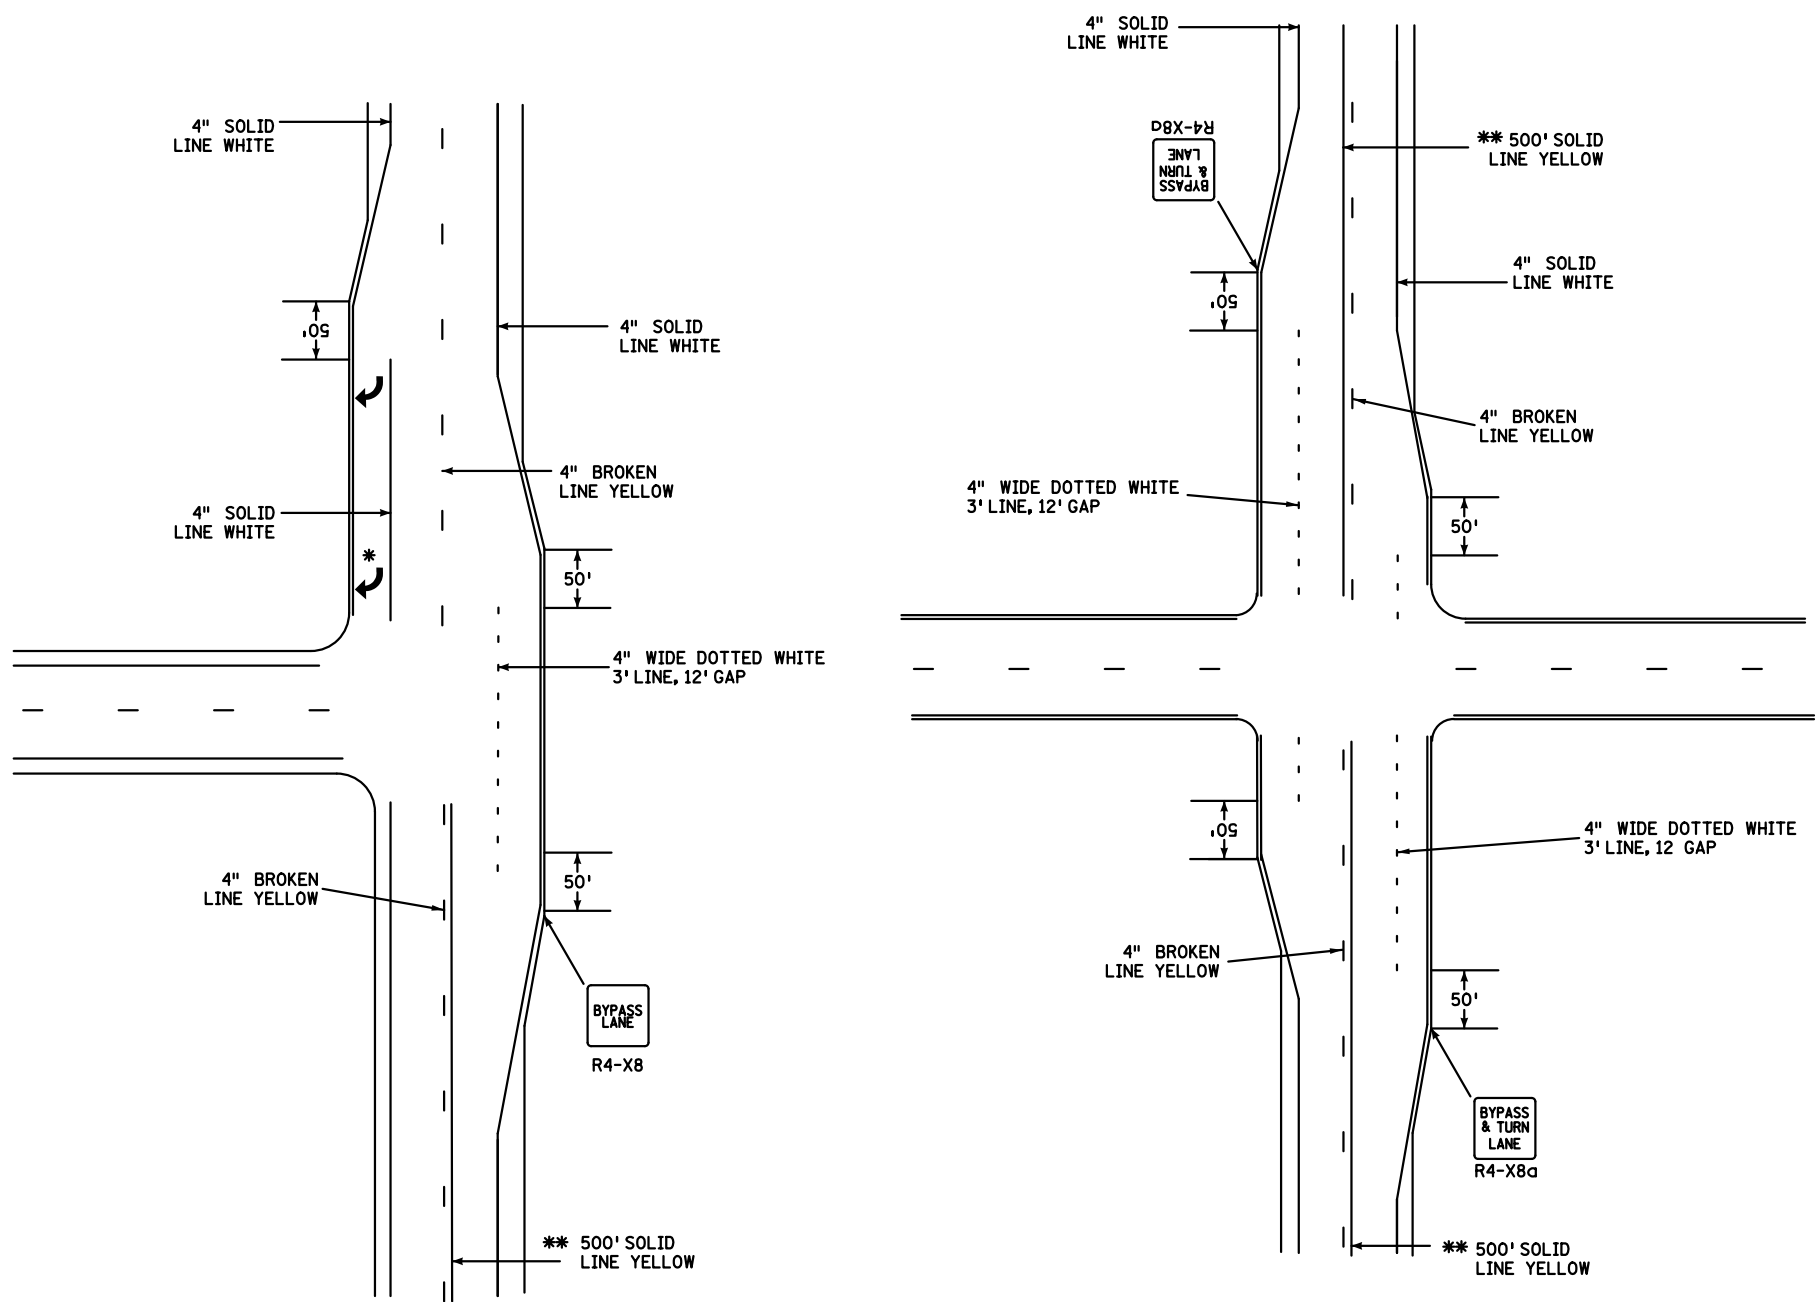 4" SOLID
LINE WHITE
50'
4" SOLID
LINE WHITE
4" BROKEN
LINE YELLOW
4" SOLID
LINE WHITE
*
50'
4" WIDE DOTTED WHITE
3' LINE, 12' GAP
4" BROKEN
LINE YELLOW
50'
BYPASS
LANE
R4-X8
** 500' SOLID
LINE YELLOW
4" SOLID
LINE WHITE
R4-X8a
BYPASS
& TURN
LANE
** 500' SOLID
LINE YELLOW
50'
4" SOLID
LINE WHITE
4" BROKEN
LINE YELLOW
4" WIDE DOTTED WHITE
3' LINE, 12' GAP
50'
50'
4" WIDE DOTTED WHITE
3' LINE, 12 GAP
4" BROKEN
LINE YELLOW
50'
BYPASS
& TURN
LANE
R4-X8a
** 500' SOLID
LINE YELLOW